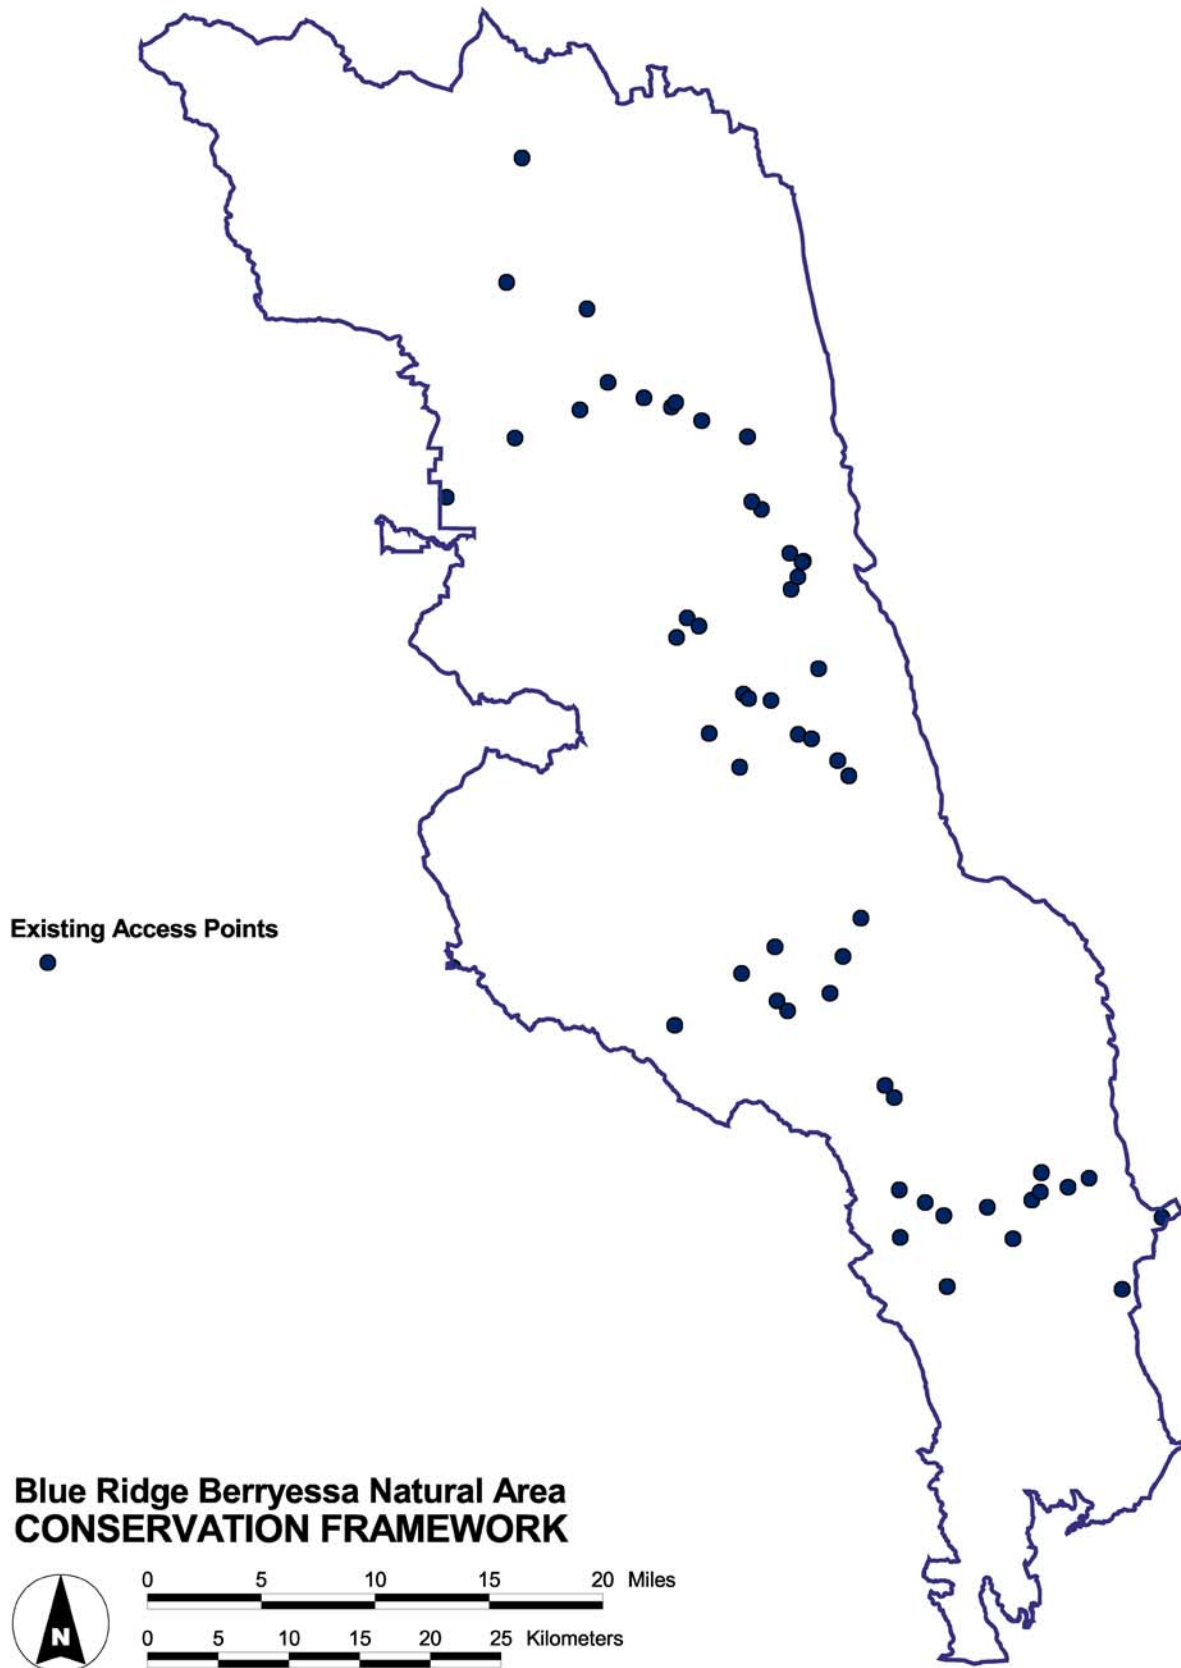 Existing Access Points
Blue Ridge Berryessa Natural Area
CONSERVATION FRAMEWORK
N
0 5 10 15 20 Miles
0 5 10 15 20 25 Kilometers